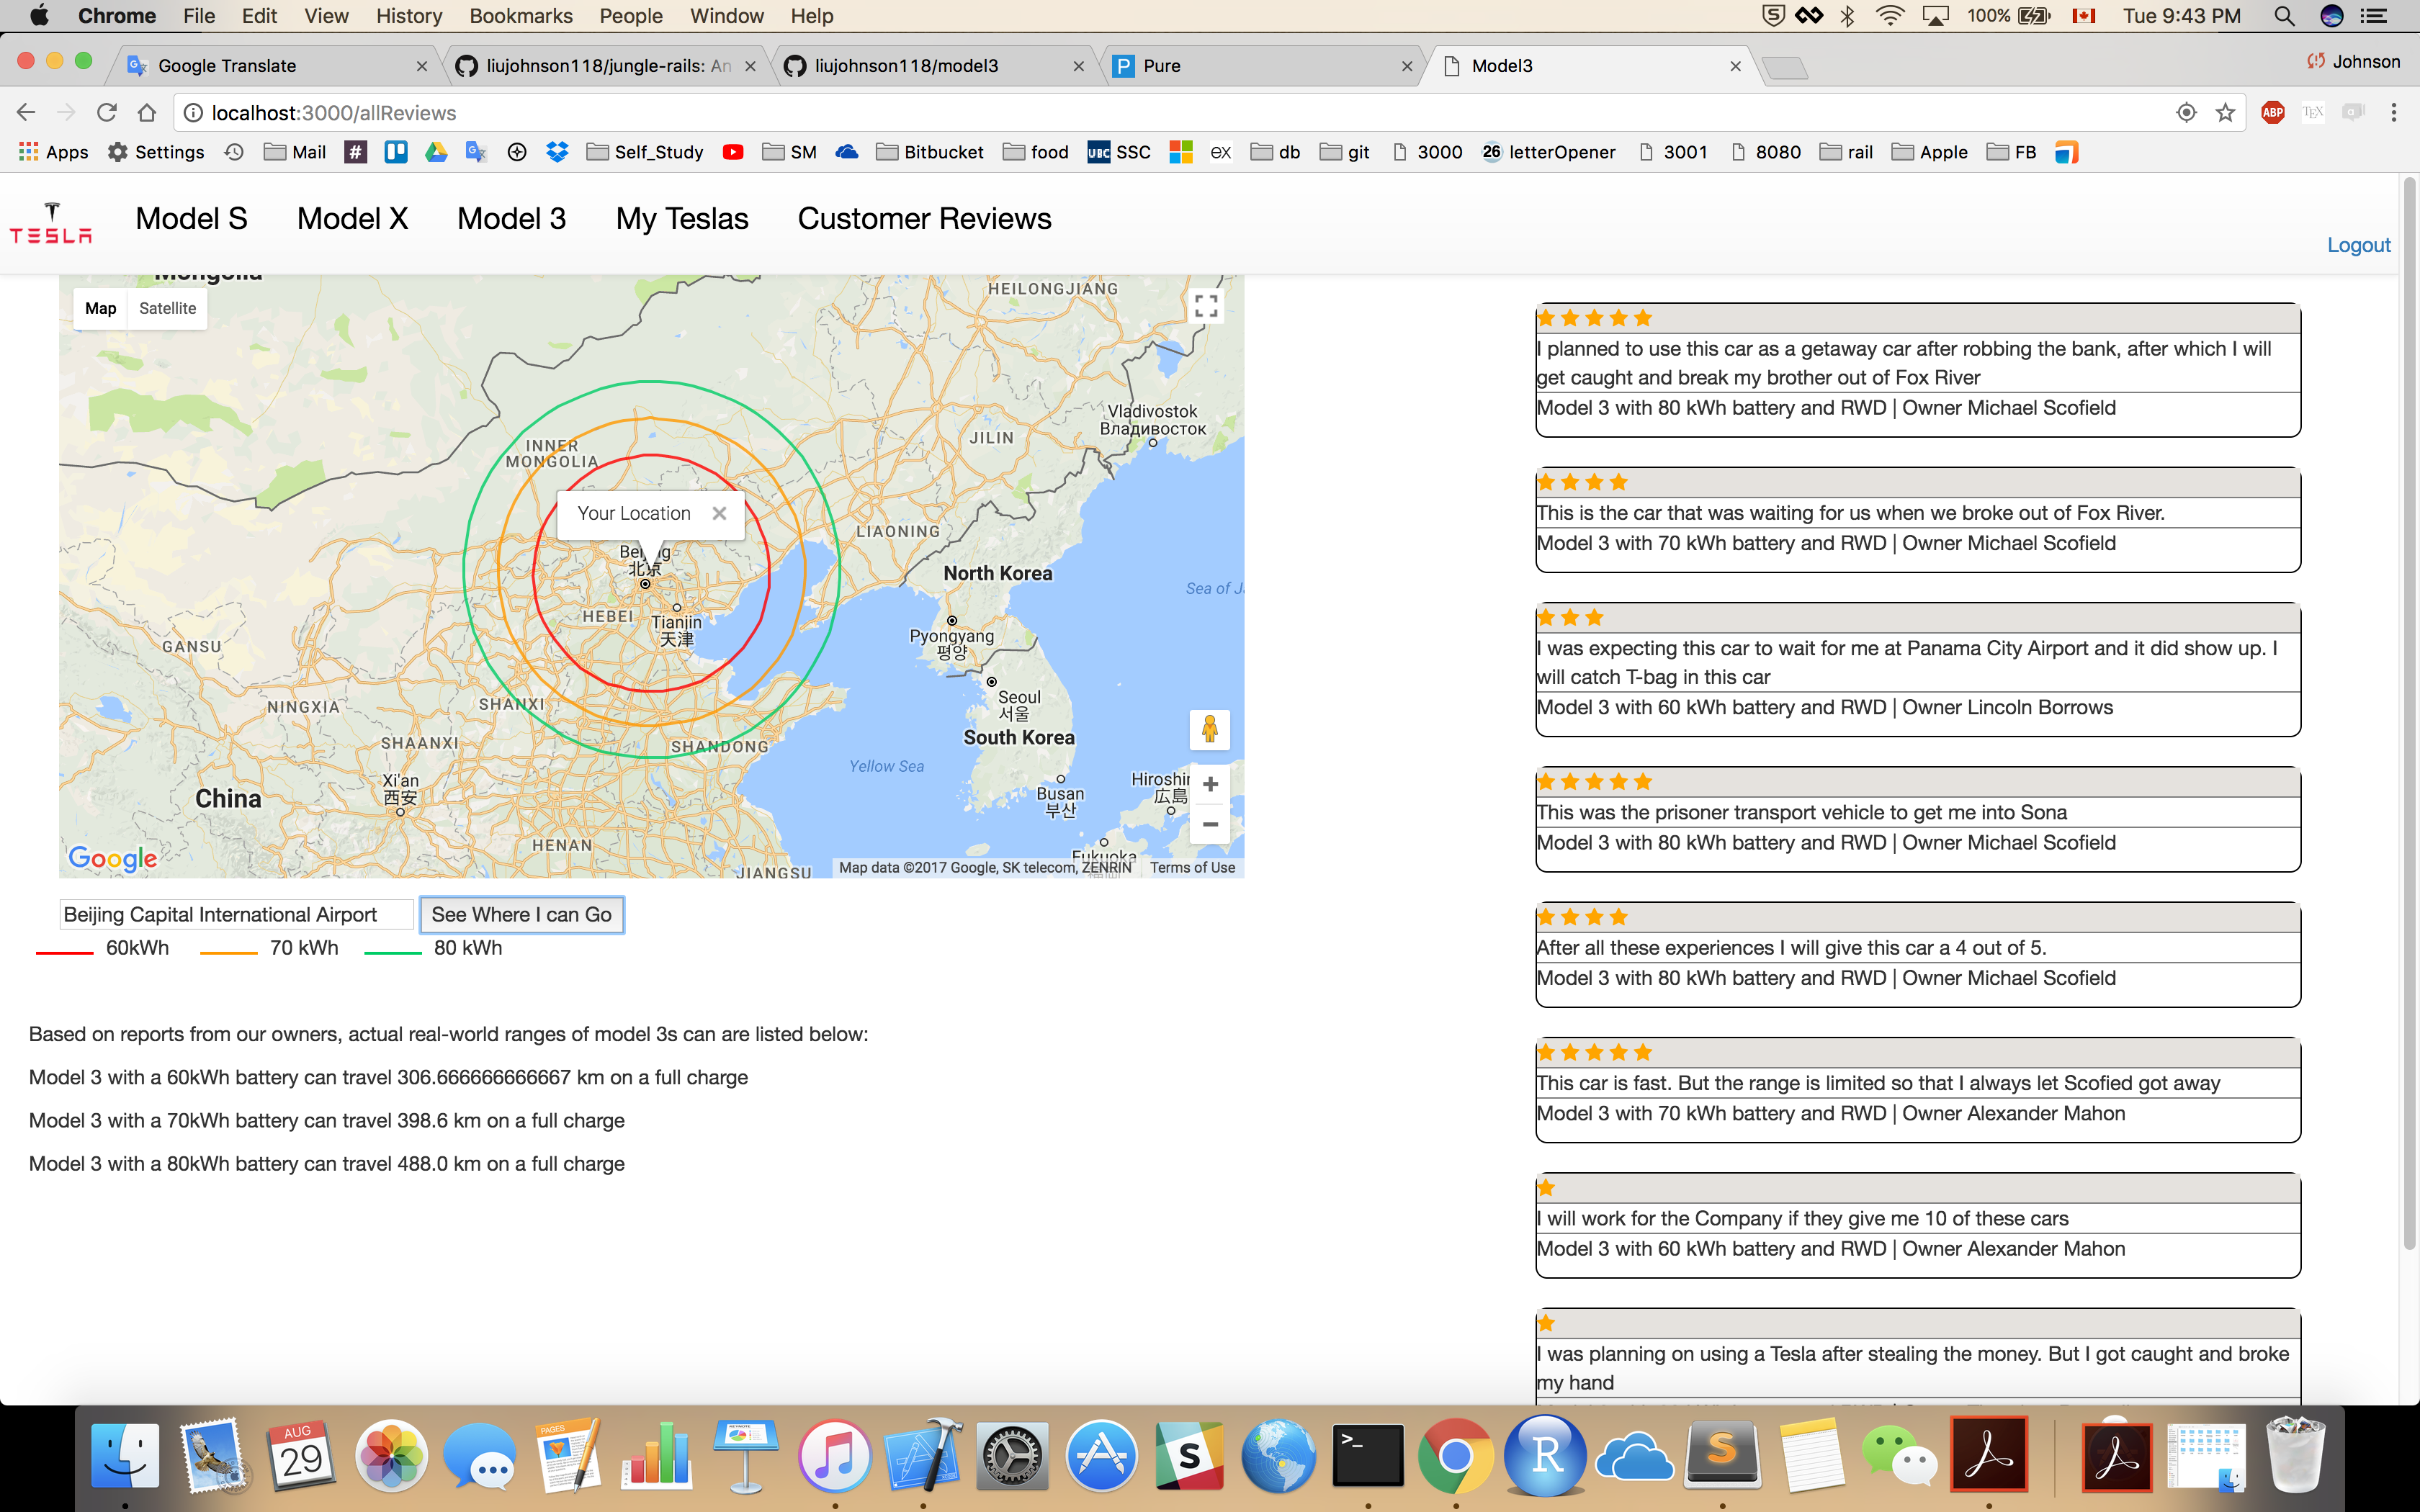 Chrome File Edit View History Bookmarks People Window Help 100% Tue 9:43 PM
Google Translate liujohnson118/jungle-rails: An liujohnson118/model3 Pure Model3 Johnson
localhost:3000/allReviews ABP TEX
Apps Settings Mail Self_Study SM Bitbucket food UBC SSC ex db git 3000 26 letterOpener 3001 8080 rail Apple FB
TESLA Model S Model X Model 3 My Teslas Customer Reviews
Logout
Mongolia
Map Satellite
HEILONGJIANG
Vladivostok
Владивосток
JILIN
INNER
MONGOLIA
Your Location
LIAONING
Beijing
北京
North Korea
Sea of J
HEBEI
Tianjin
天津
Pyongyang
평양
GANSU
NINGXIA
SHANXI
Seoul
서울
South Korea
SHAANXI
SHANDONG
Yellow Sea
Xi'an
西安
China
Busan
부산
Hiroshi
広島
HENAN
Fukuoka
JIANGSU
Google
Map data ©2017 Google, SK telecom, ZENRIN Terms of Use
Beijing Capital International Airport See Where I can Go
60kWh 70 kWh 80 kWh
Based on reports from our owners, actual real-world ranges of model 3s can are listed below:
Model 3 with a 60kWh battery can travel 306.666666666667 km on a full charge
Model 3 with a 70kWh battery can travel 398.6 km on a full charge
Model 3 with a 80kWh battery can travel 488.0 km on a full charge
I planned to use this car as a getaway car after robbing the bank, after which I will
get caught and break my brother out of Fox River
Model 3 with 80 kWh battery and RWD | Owner Michael Scofield
This is the car that was waiting for us when we broke out of Fox River.
Model 3 with 70 kWh battery and RWD | Owner Michael Scofield
I was expecting this car to wait for me at Panama City Airport and it did show up. I
will catch T-bag in this car
Model 3 with 60 kWh battery and RWD | Owner Lincoln Borrows
This was the prisoner transport vehicle to get me into Sona
Model 3 with 80 kWh battery and RWD | Owner Michael Scofield
After all these experiences I will give this car a 4 out of 5.
Model 3 with 80 kWh battery and RWD | Owner Michael Scofield
This car is fast. But the range is limited so that I always let Scofied got away
Model 3 with 70 kWh battery and RWD | Owner Alexander Mahon
I will work for the Company if they give me 10 of these cars
Model 3 with 60 kWh battery and RWD | Owner Alexander Mahon
I was planning on using a Tesla after stealing the money. But I got caught and broke
my hand
AUG
29
PAGES